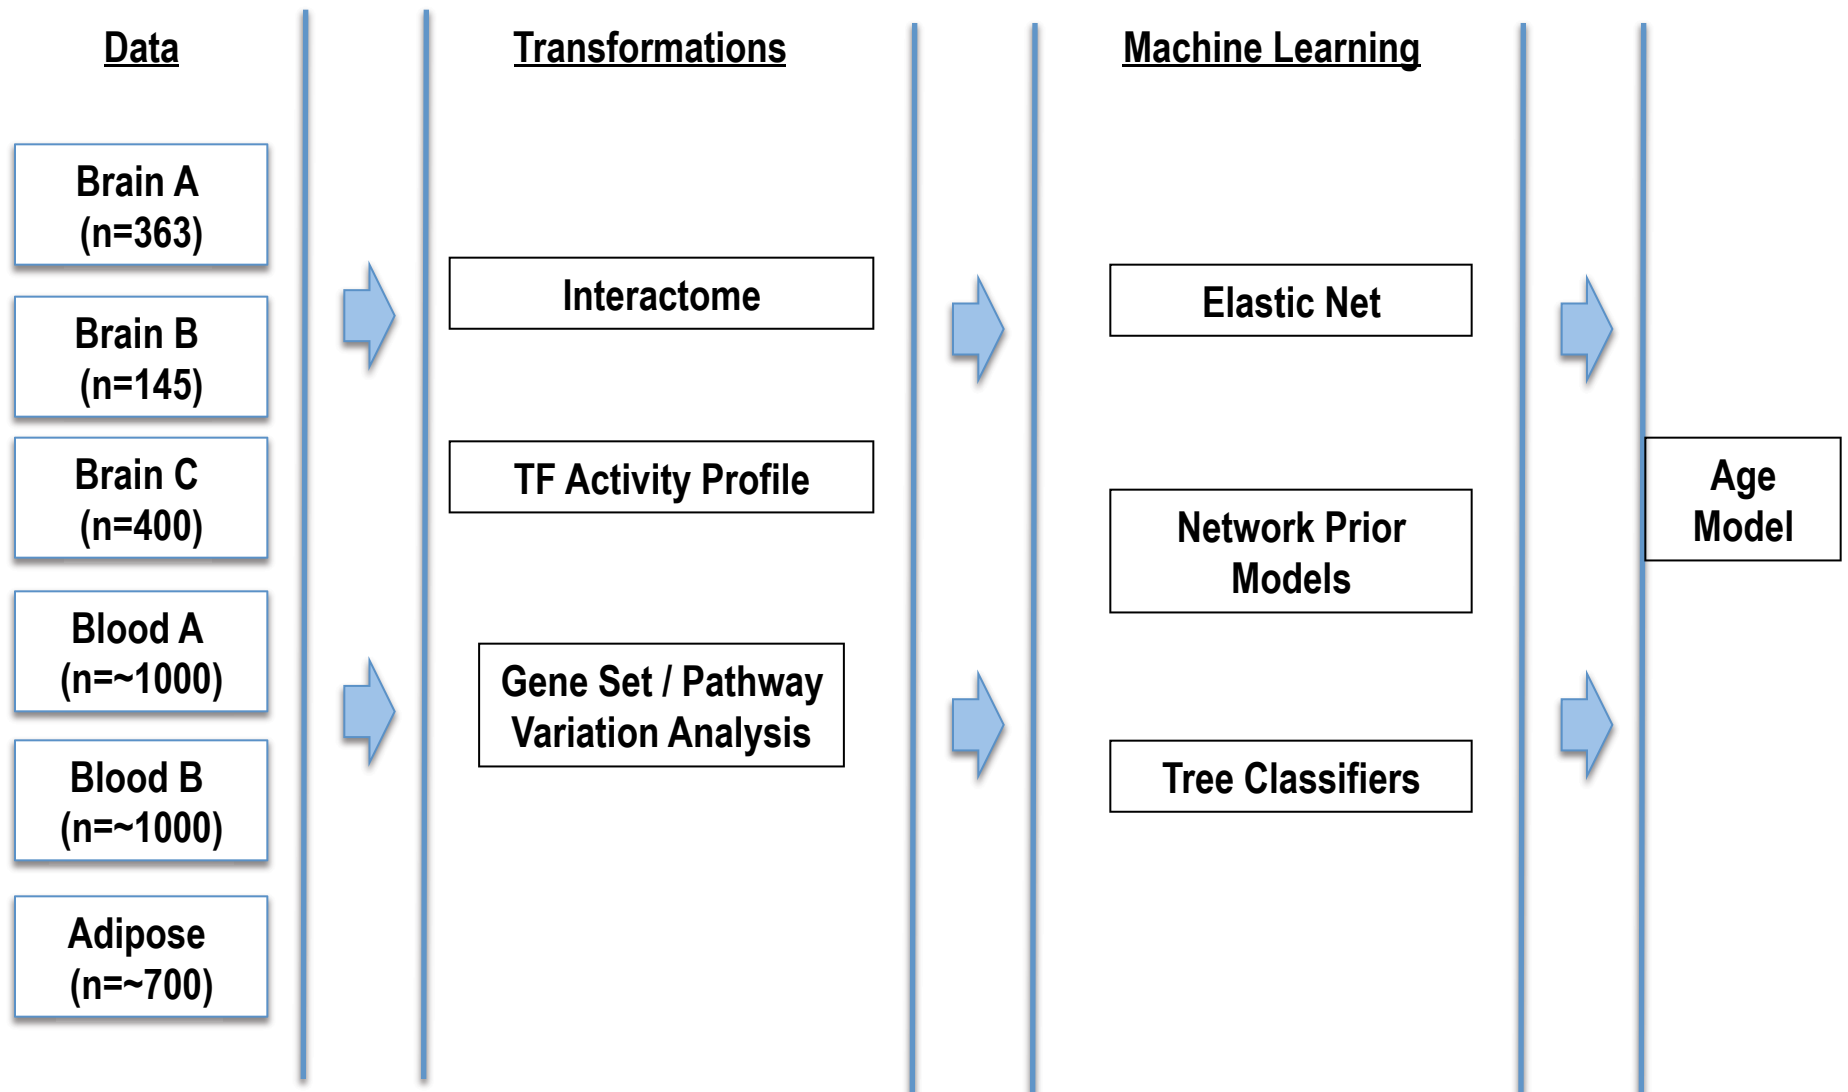 Data
Transformations
Machine Learning
Brain A
(n=363)
Brain B
(n=145)
Brain C
(n=400)
Blood A
(n=~1000)
Blood B
(n=~1000)
Adipose
(n=~700)
Interactome
TF Activity Profile
Gene Set / Pathway
Variation Analysis
Elastic Net
Network Prior
Models
Tree Classifiers
Age
Model